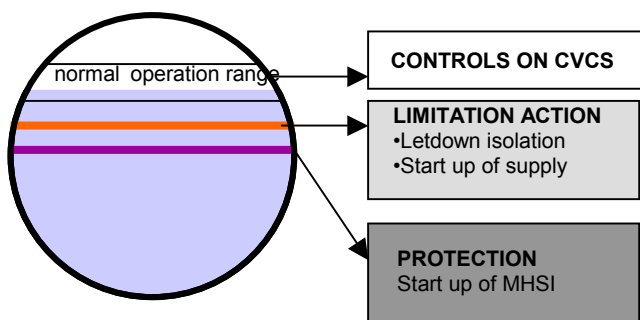 normal operation range
CONTROLS ON CVCS
LIMITATION ACTION
•Letdown isolation
•Start up of supply
PROTECTION
Start up of MHSI